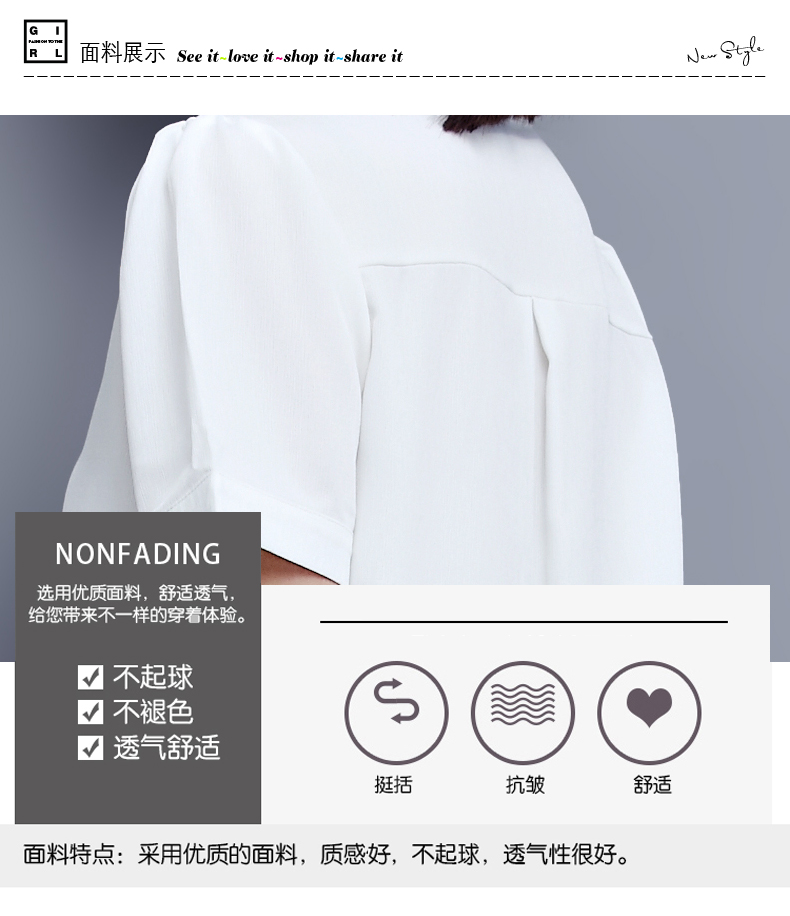 G I
FASHION TO THE
R L
面料展示 See it~love it~shop it~share it
New Style
NONFADING
选用优质面料，舒适透气，
给您带来不一样的穿着体验。
不起球
不褪色
透气舒适
挺括 抗皱 舒适
面料特点：采用优质的面料，质感好，不起球，透气性很好。